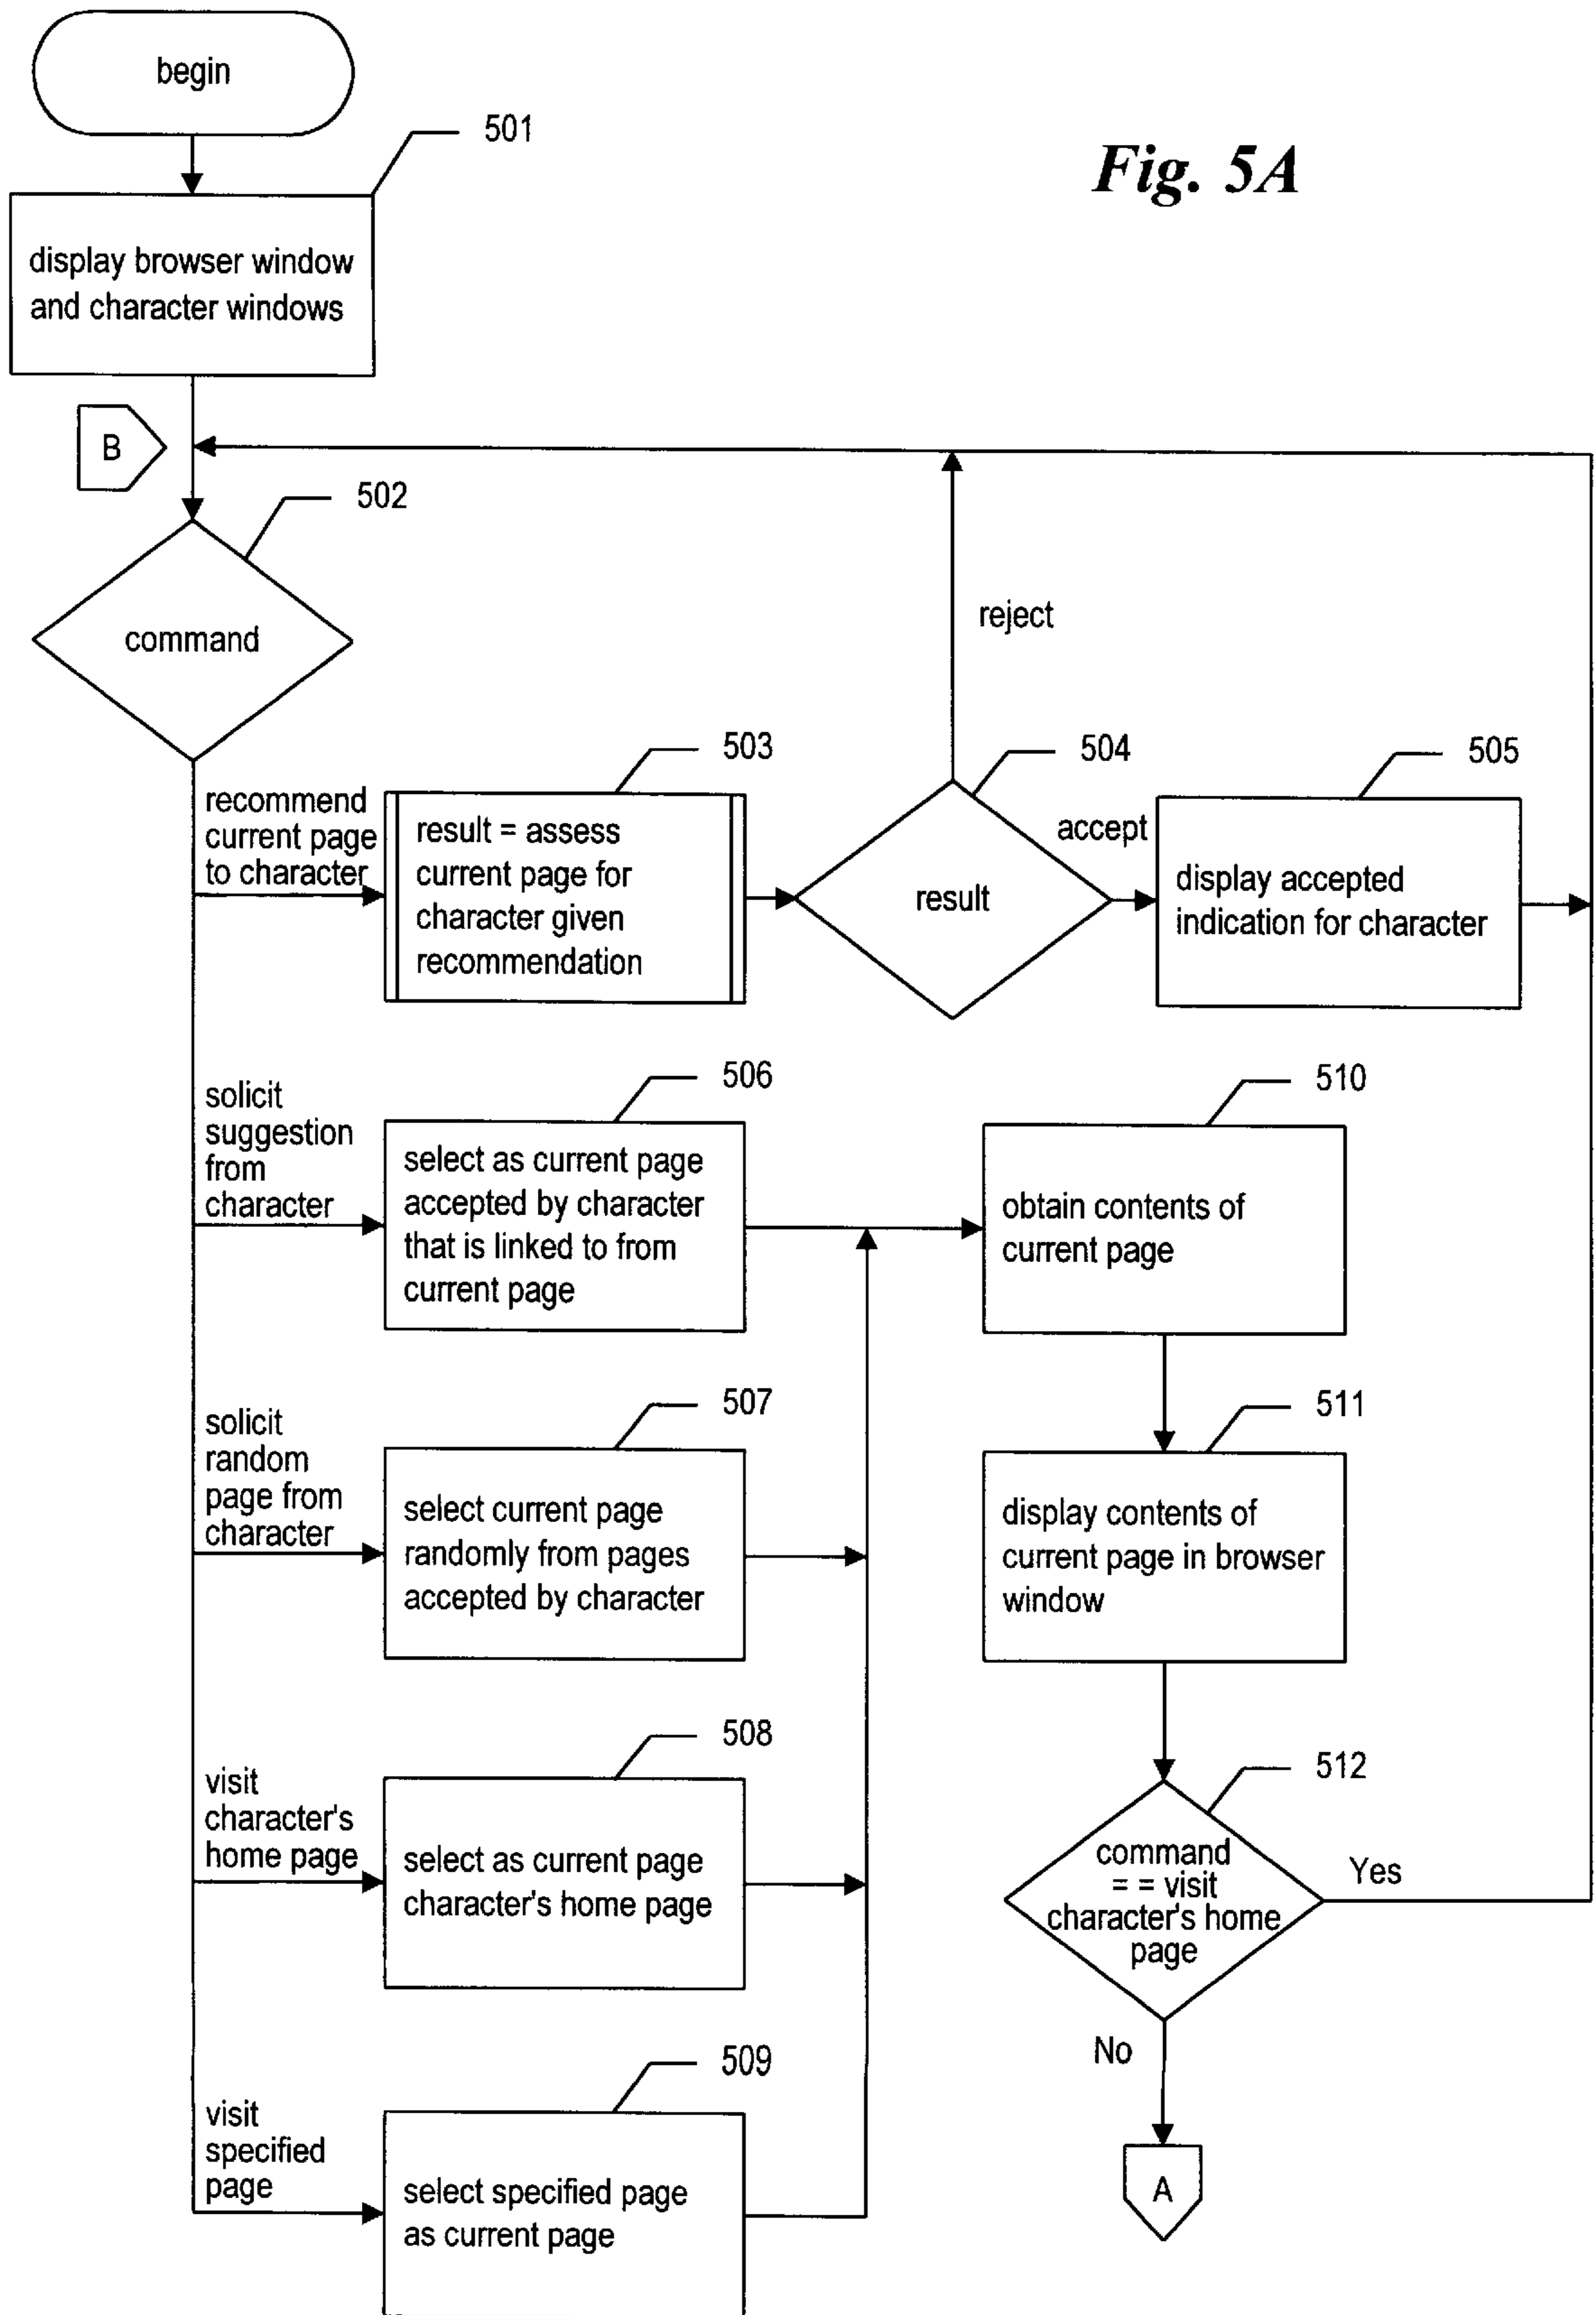 begin
501
Fig. 5A
display browser window
and character windows
B
502
command
reject
503
504
505
recommend
current page
to character
result = assess
current page for
character given
recommendation
result
accept
display accepted
indication for character
506
510
solicit
suggestion
from
character
select as current page
accepted by character
that is linked to from
current page
obtain contents of
current page
507
511
solicit
random
page from
character
select current page
randomly from pages
accepted by character
display contents of
current page in browser
window
508
512
visit
character's
home page
select as current page
character's home page
command
= = visit
character's home
page
Yes
No
509
visit
specified
page
select specified page
as current page
A